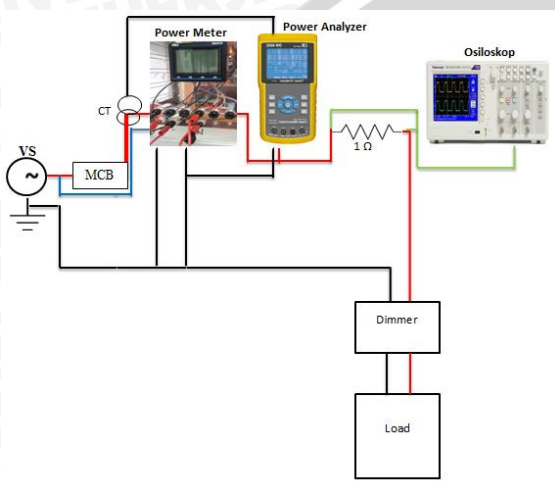 Power Meter
Power Analyzer
Osiloskop
CT
VS
~
MCB
1 Ω
Dimmer
Load